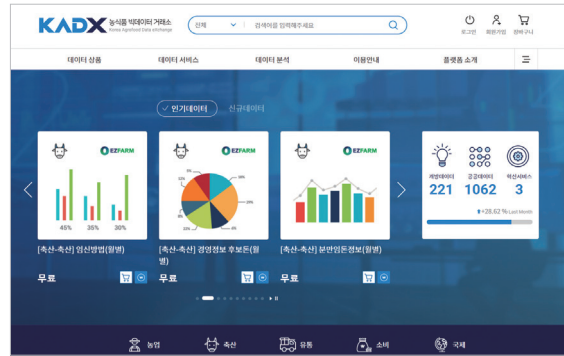 KADX 농식품 빅데이터 거래소
Korea Agrofood Data eXchange
전체
검색어를 입력해주세요
로그인 회원가입 장바구니
데이터 상품 데이터 서비스 데이터 분석 이용안내 플랫폼 소개
인기데이터 신규데이터
EZFARM
45% 35% 30%
[축산-축산] 임신방법(월별)
무료
EZFARM
[축산-축산] 경영정보 후보돈(월별)
무료
EZFARM
[축산-축산] 분만임돈정보(월별)
무료
개방데이터 공공데이터 혁신서비스
221 1062 3
+28.62 % Last Month
농업 축산 유통 소비 국제